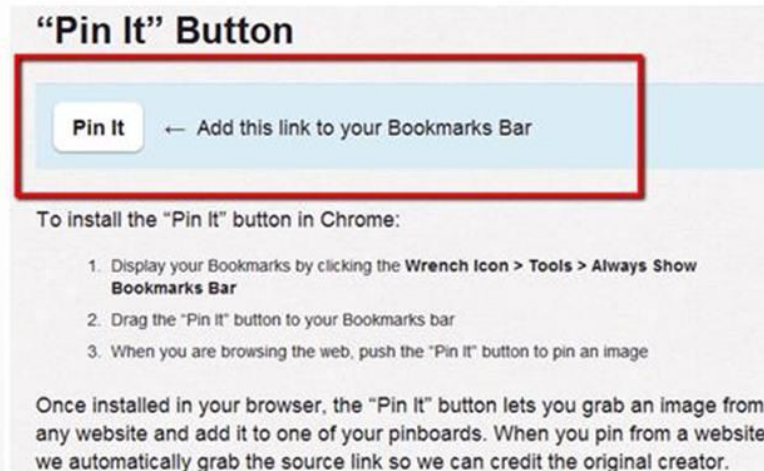 “Pin It” Button
Pin It ← Add this link to your Bookmarks Bar
To install the “Pin It” button in Chrome:
1. Display your Bookmarks by clicking the Wrench Icon > Tools > Always Show
Bookmarks Bar
2. Drag the "Pin It" button to your Bookmarks bar
3. When you are browsing the web, push the "Pin It" button to pin an image
Once installed in your browser, the “Pin It” button lets you grab an image from
any website and add it to one of your pinboards. When you pin from a website
we automatically grab the source link so we can credit the original creator.